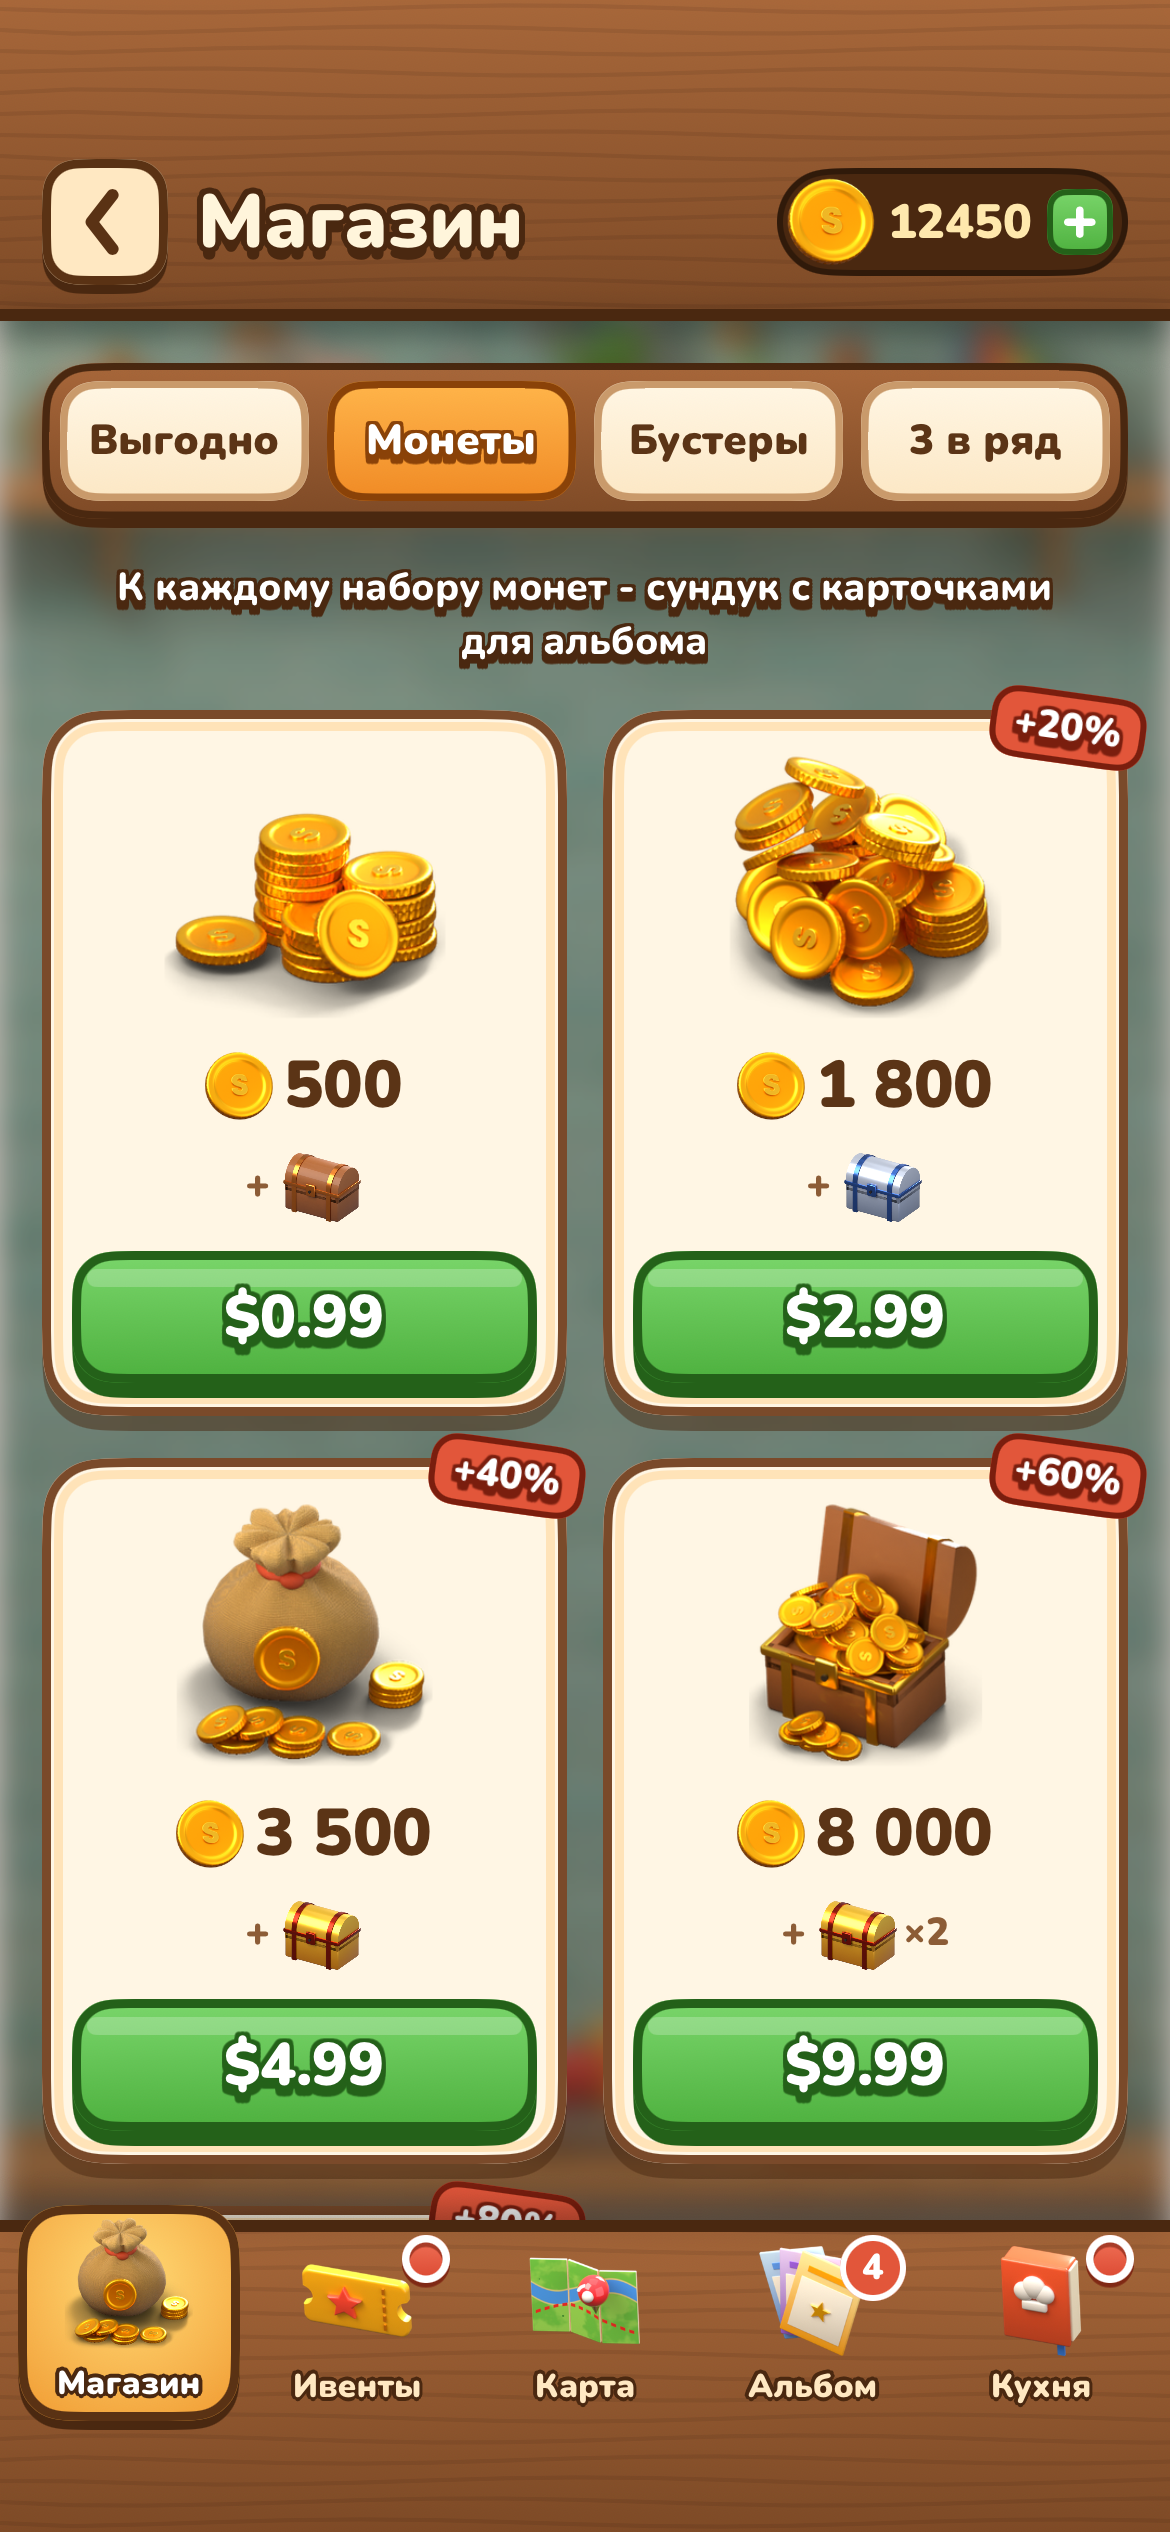 Магазин
12450
Выгодно
Монеты
Бустеры
3 в ряд
К каждому набору монет - сундук с карточками
для альбома
+20%
500
1 800
+
+
$0.99
$2.99
+40%
+60%
3 500
8 000
+
+ ×2
$4.99
$9.99
+80%
4
Магазин
Ивенты
Карта
Альбом
Кухня